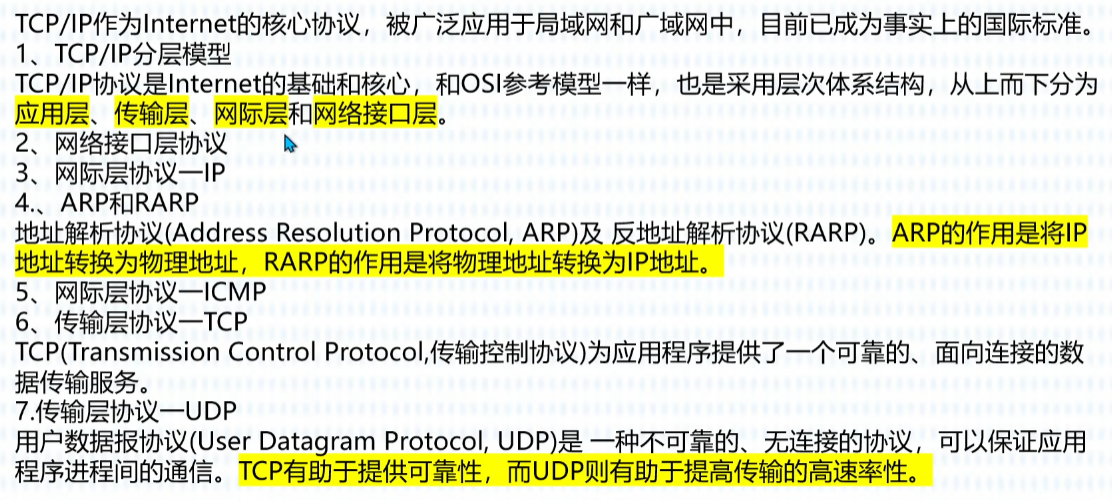 TCP/IP作为Internet的核心协议，被广泛应用于局域网和广域网中，目前已成为事实上的国际标准。
1、TCP/IP分层模型
TCP/IP协议是Internet的基础和核心，和OSI参考模型一样，也是采用层次体系结构，从上而下分为
应用层、传输层、网际层和网络接口层。
2、网络接口层协议
3、网际层协议—IP
4.、ARP和RARP
地址解析协议(Address Resolution Protocol, ARP)及 反地址解析协议(RARP)。ARP的作用是将IP
地址转换为物理地址，RARP的作用是将物理地址转换为IP地址。
5、网际层协议—ICMP
6、传输层协议—TCP
TCP(Transmission Control Protocol,传输控制协议)为应用程序提供了一个可靠的、面向连接的数
据传输服务。
7.传输层协议—UDP
用户数据报协议(User Datagram Protocol, UDP)是 一种不可靠的、无连接的协议， 可以保证应用
程序进程间的通信。TCP有助于提供可靠性，而UDP则有助于提高传输的高速率性。